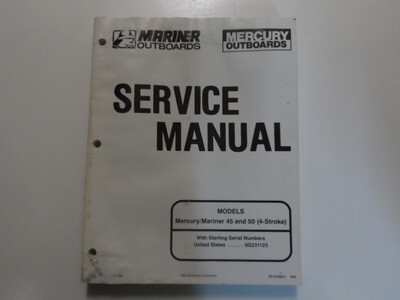 MARINER
OUTBOARDS
MERCURY
OUTBOARDS
SERVICE
MANUAL
MODELS
Mercury/Mariner 45 and 50 (4-Stroke)
With Starting Serial Numbers
United States ...... 0G231123